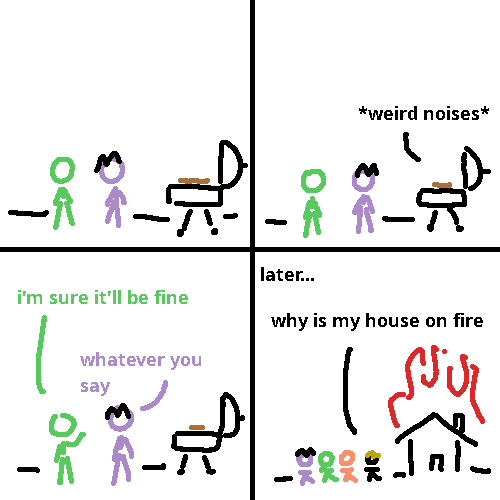 *weird noises*
i'm sure it'll be fine
whatever you
say
later...
why is my house on fire